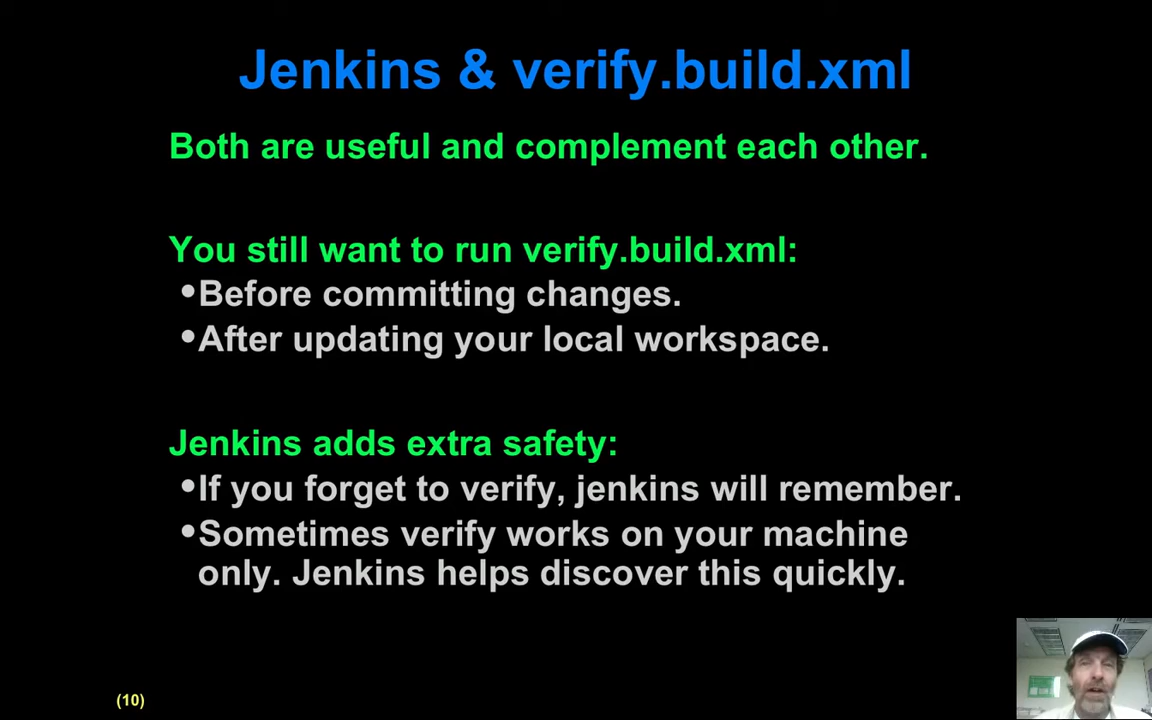 Jenkins & verify.build.xml
Both are useful and complement each other.
You still want to run verify.build.xml:
•Before committing changes.
•After updating your local workspace.
Jenkins adds extra safety:
•If you forget to verify, jenkins will remember.
•Sometimes verify works on your machine
only. Jenkins helps discover this quickly.
(10)